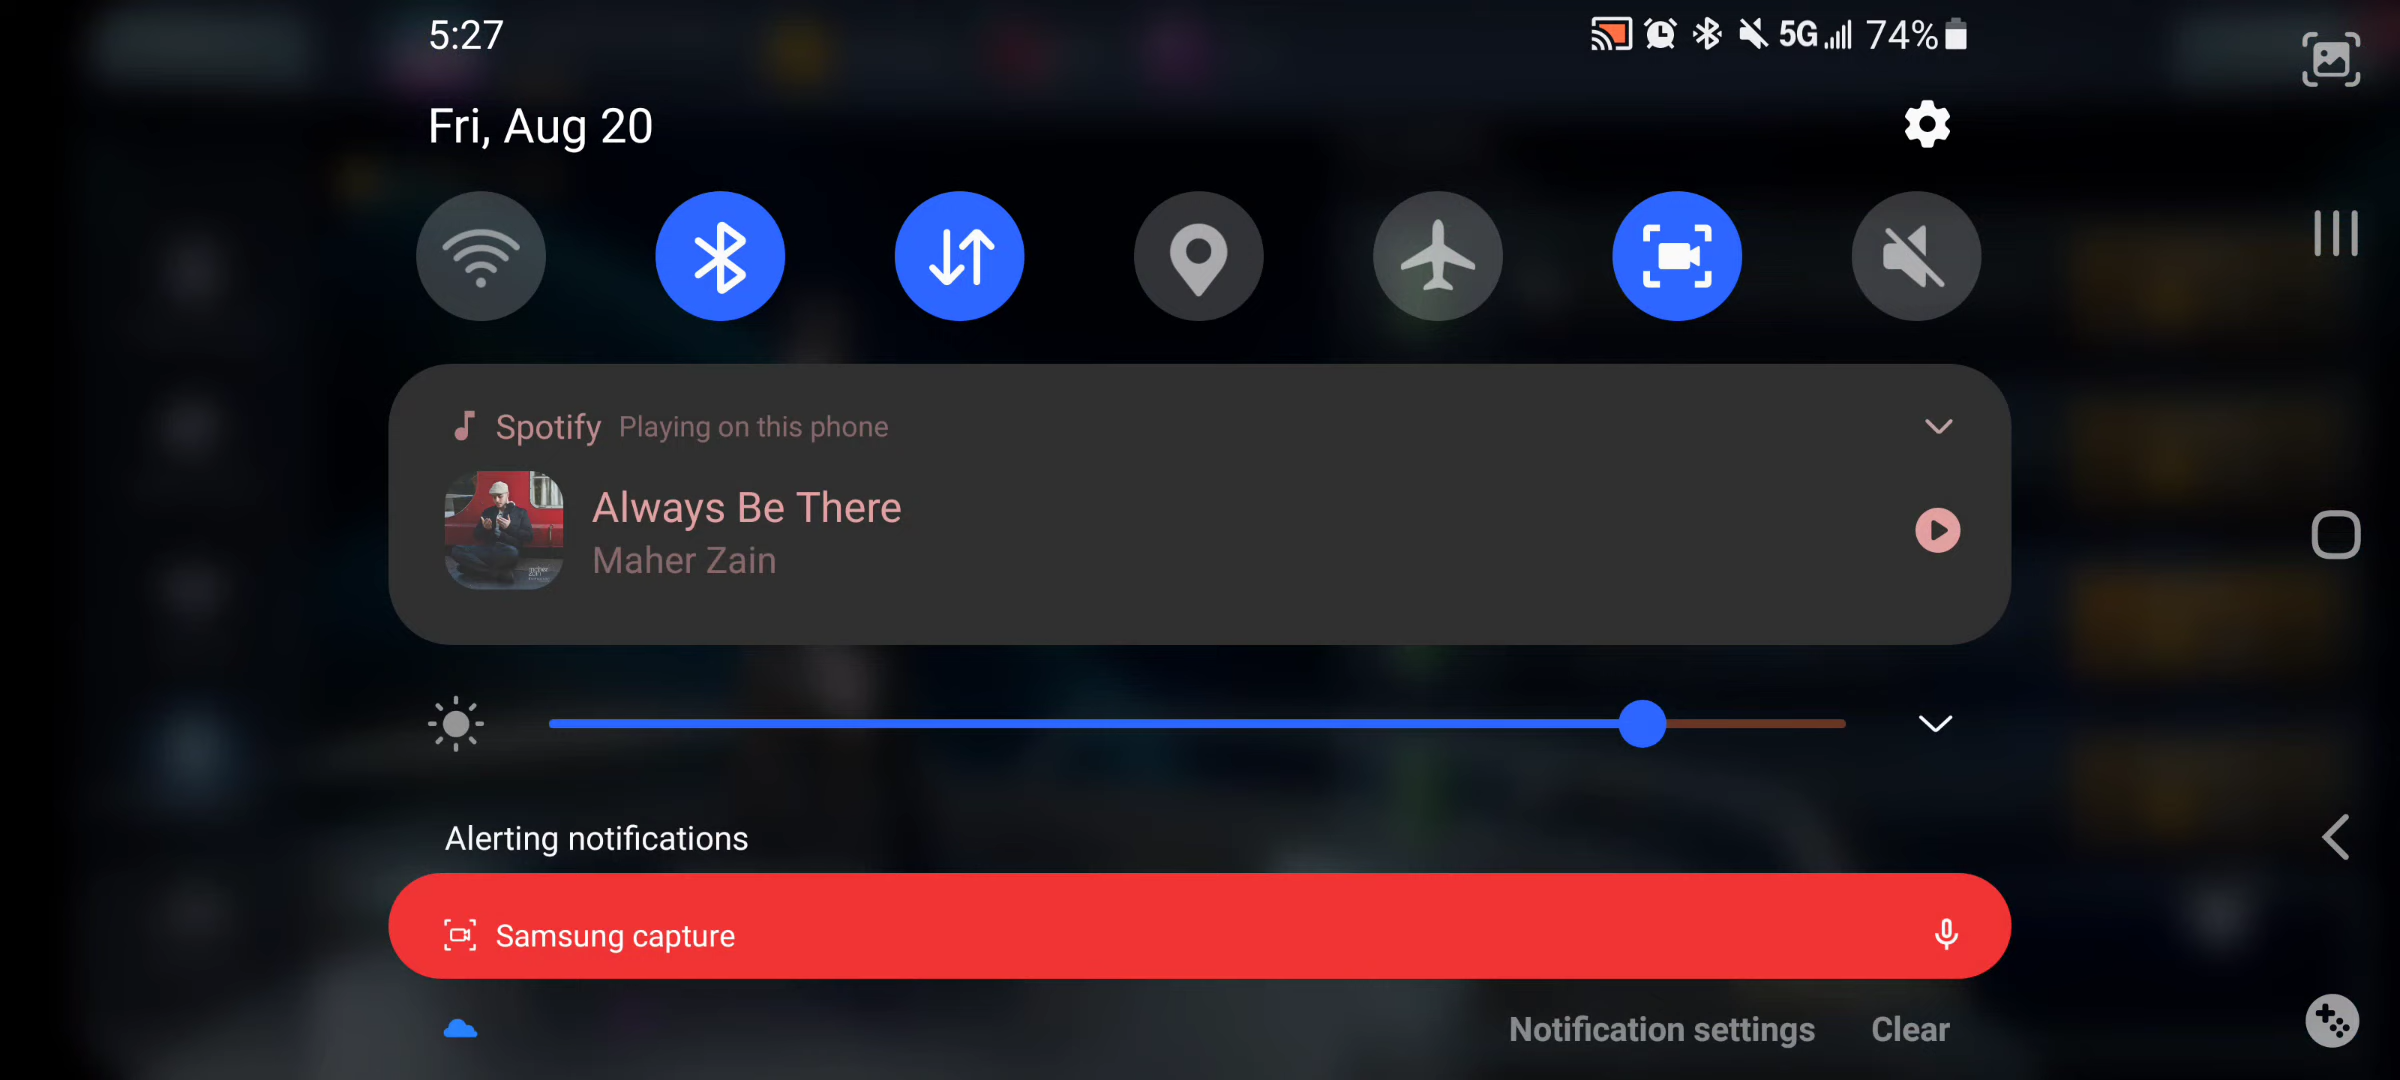 5:27
5G 74%
Fri, Aug 20
Spotify Playing on this phone
Always Be There
Maher Zain
Alerting notifications
Samsung capture
Notification settings Clear